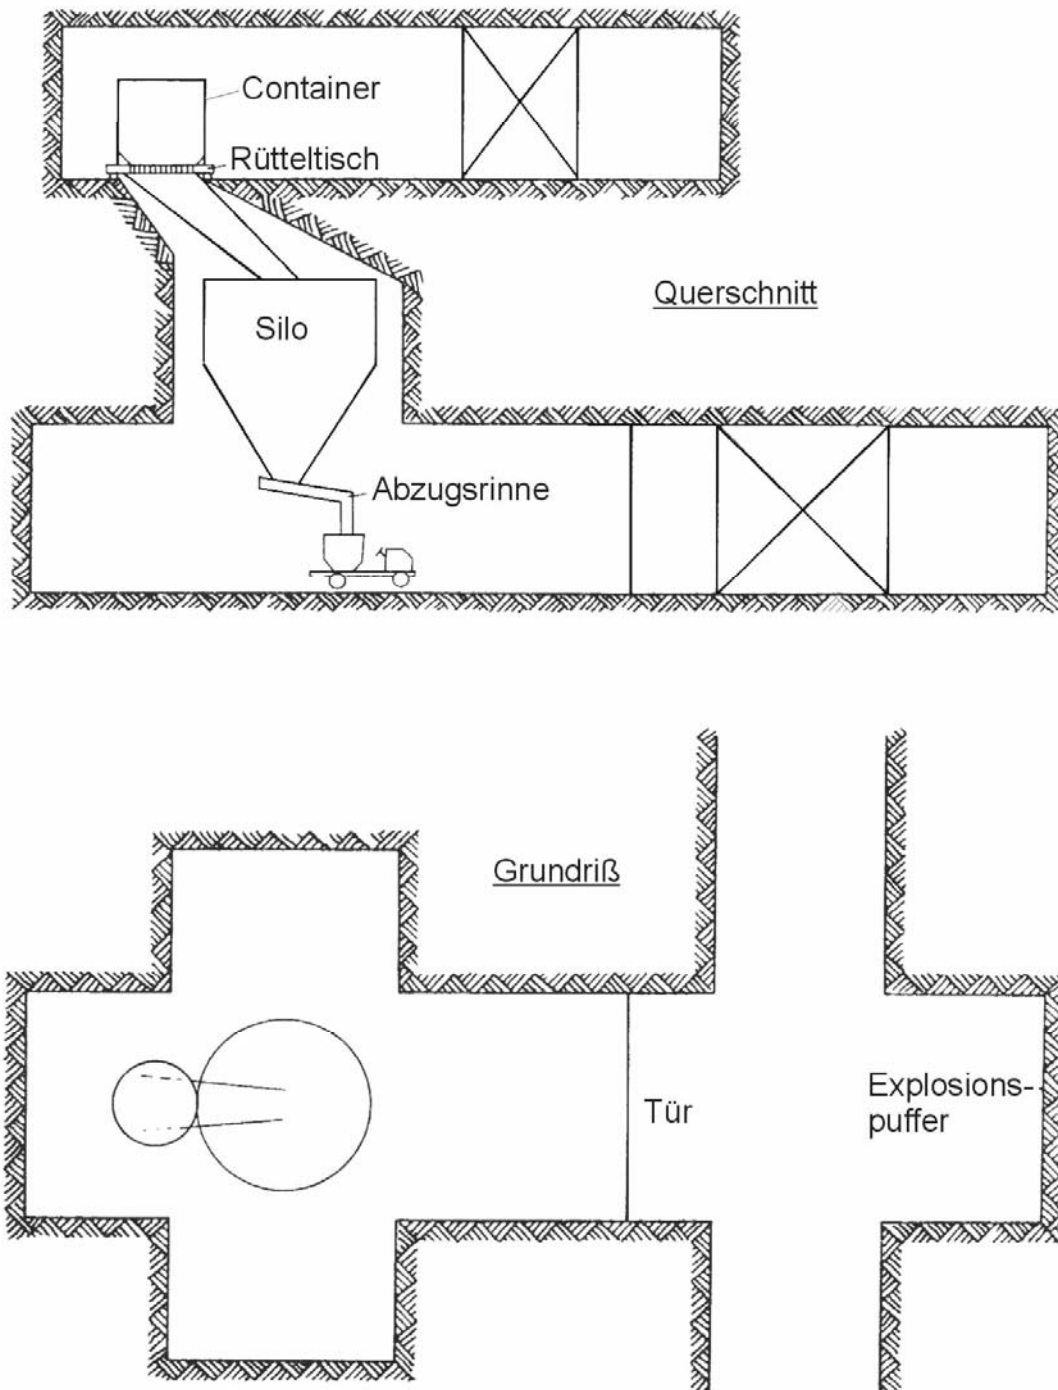 Container
Rütteltisch
Querschnitt
Silo
Abzugsrinne
Grundriß
Explosions-
puffer
Tür